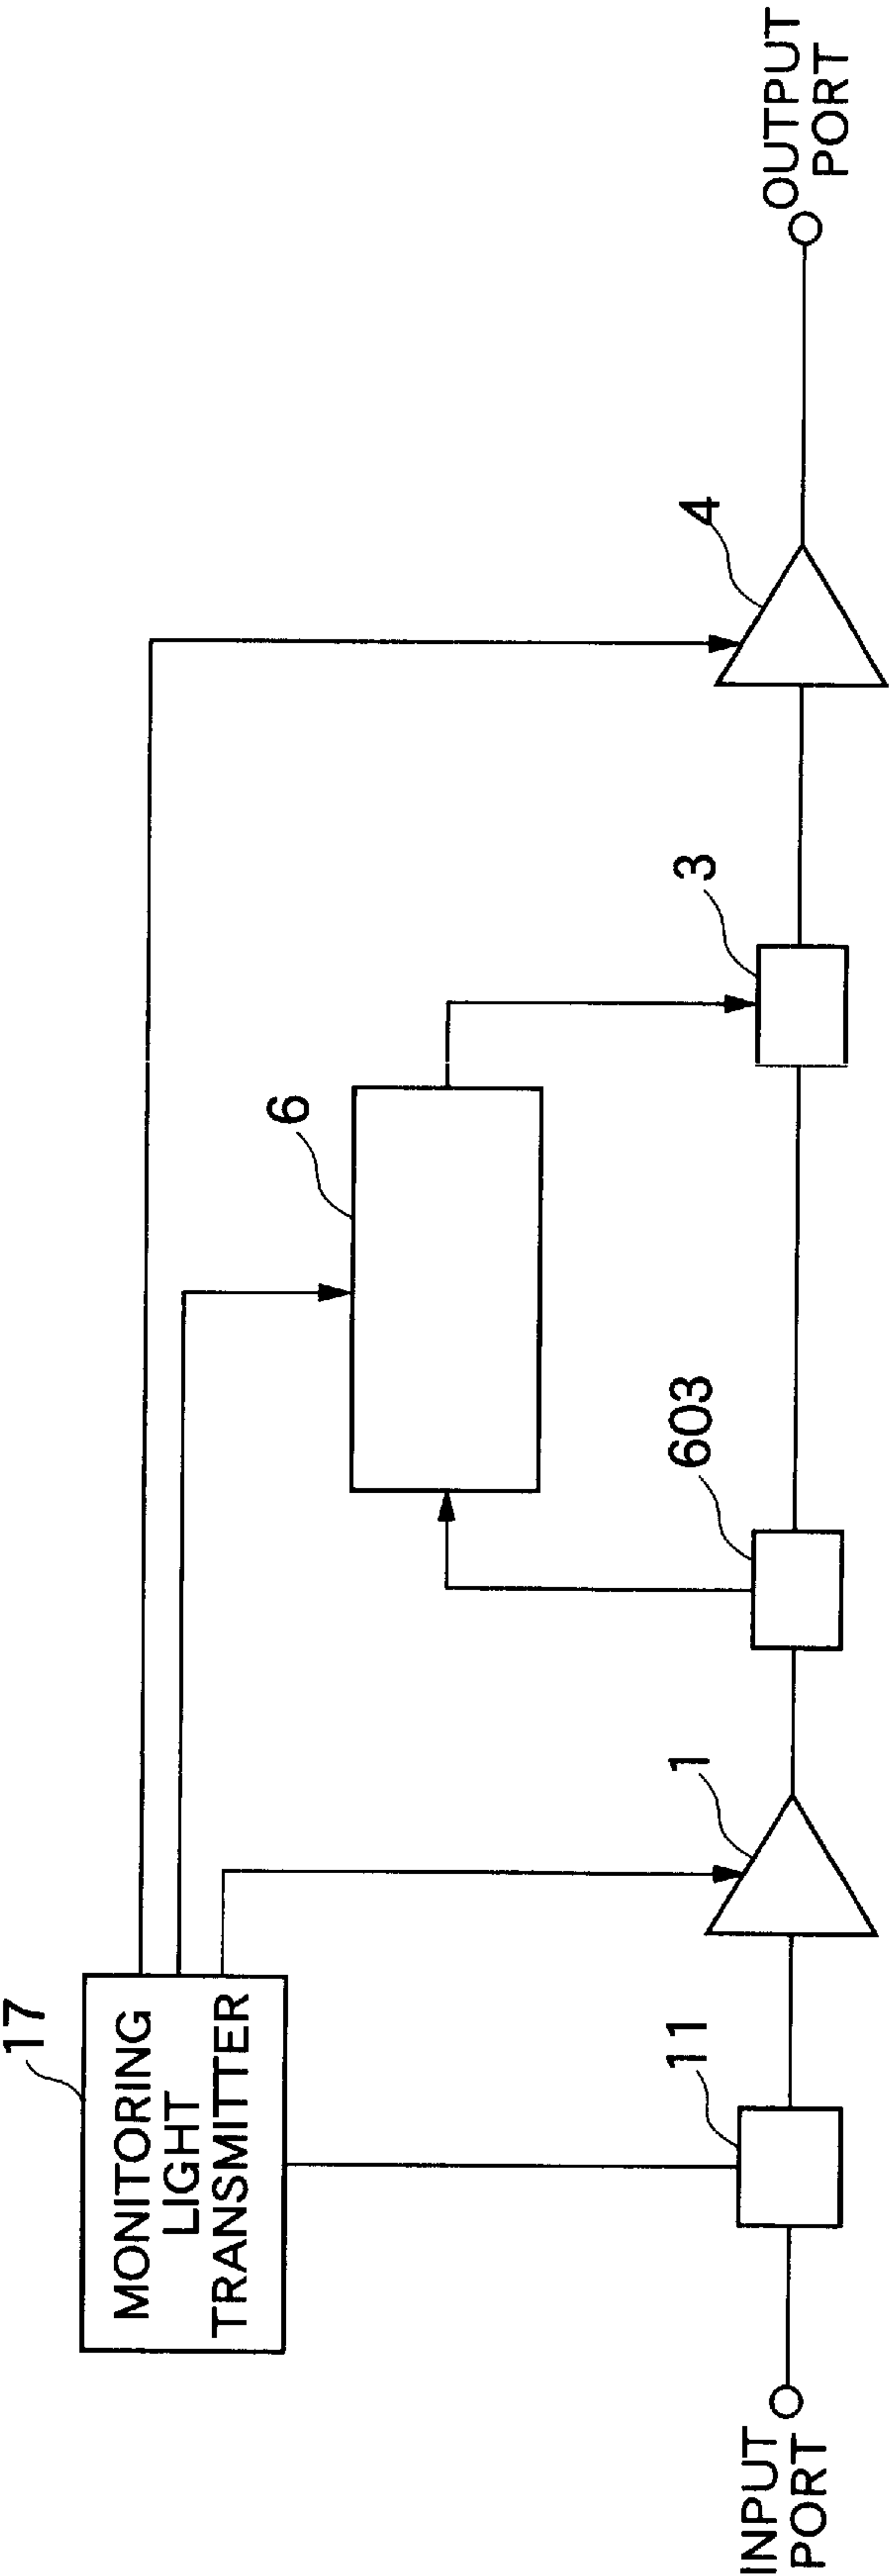 17
MONITORING
LIGHT
TRANSMITTER
6
11
1
603
3
4
INPUT
PORT
OUTPUT
PORT